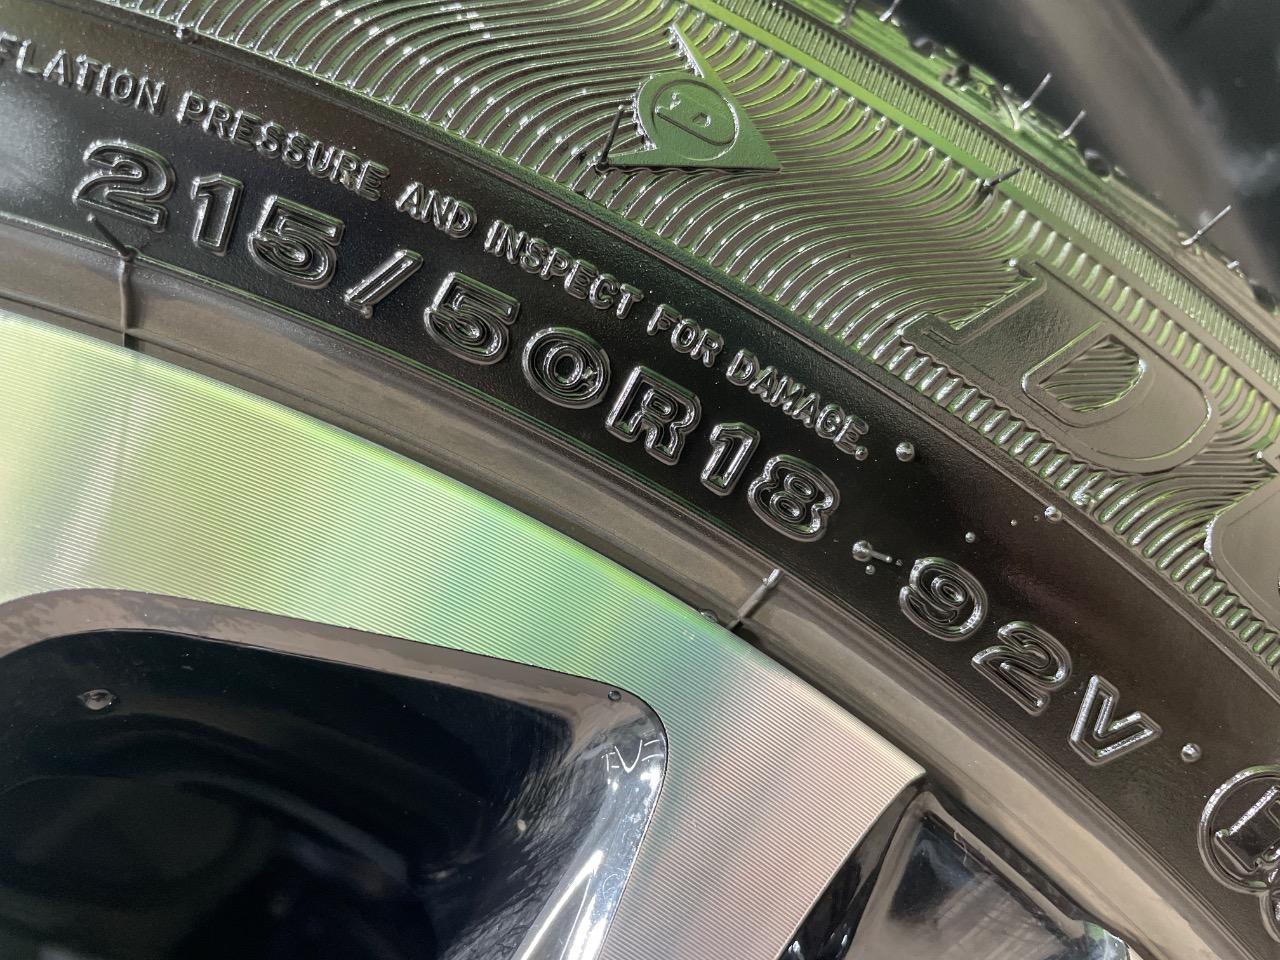 FLATION PRESSURE AND INSPECT FOR DAMAGE.
215/50R18 92V
D
D